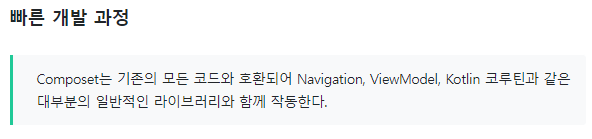 빠른 개발 과정
Composet는 기존의 모든 코드와 호환되어 Navigation, ViewModel, Kotlin 코루틴과 같은
대부분의 일반적인 라이브러리와 함께 작동한다.